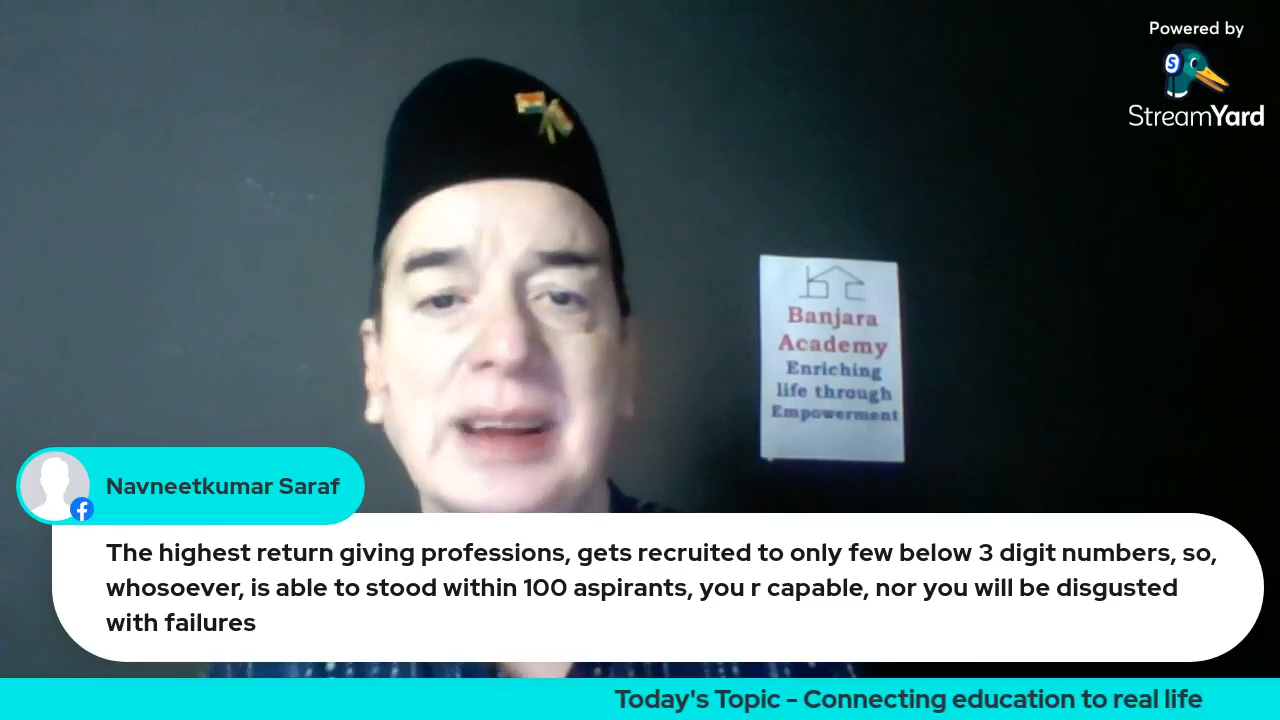 Powered by
StreamYard
Banjara
Academy
Enriching
life through
Empowerment
Navneetkumar Saraf
The highest return giving professions, gets recruited to only few below 3 digit numbers, so,
whosoever, is able to stood within 100 aspirants, you r capable, nor you will be disgusted
with failures
Today's Topic - Connecting education to real life